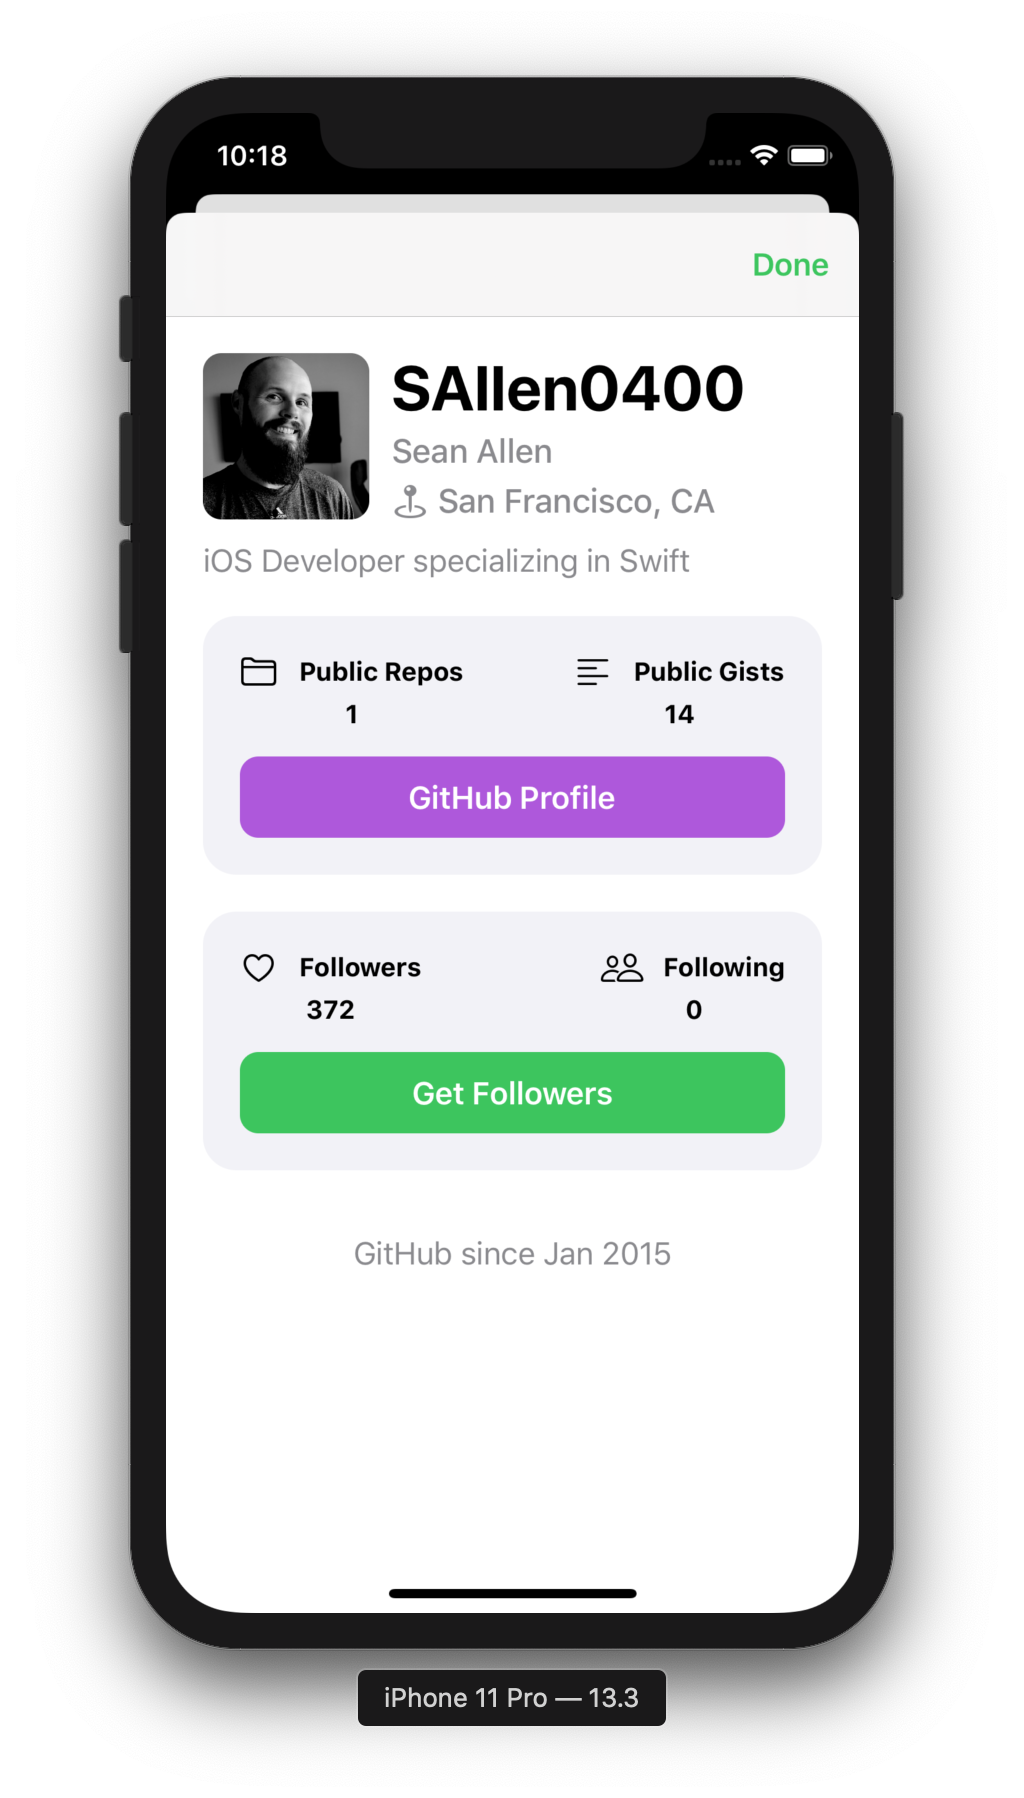 10:18
Done
SAllen0400
Sean Allen
San Francisco, CA
iOS Developer specializing in Swift
Public Repos
1
Public Gists
14
GitHub Profile
Followers
372
Following
0
Get Followers
GitHub since Jan 2015
iPhone 11 Pro — 13.3